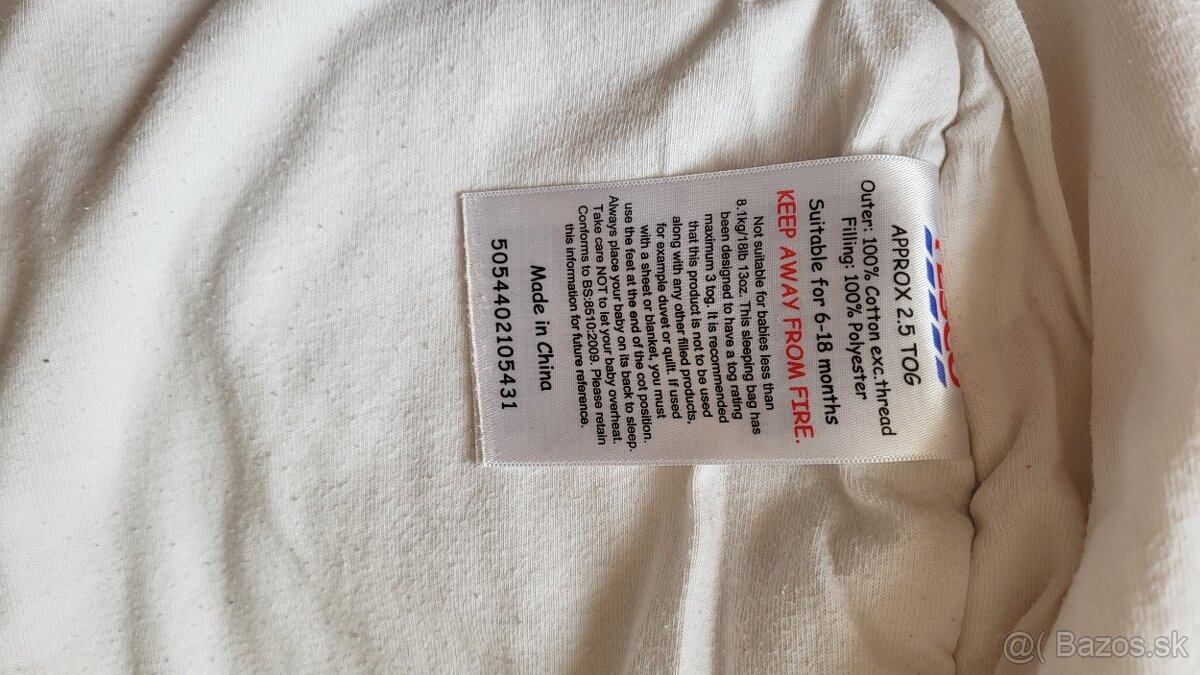 TESCO
APPROX 2.5 TOG
Outer: 100% Cotton exc.thread
Filling: 100% Polyester
Suitable for 6-18 months
KEEP AWAY FROM FIRE.
Not suitable for babies less than
8.1kg/18lb 13oz. This sleeping bag has
been designed to have a tog rating
maximum 3 tog. It is recommended
that this product is not to be used
along with any other filled products,
for example duvet or quilt. If used
with a sheet or blanket, you must
use the feet at the end of the cot position.
Always place your baby on its back to sleep.
Take care NOT to let your baby overheat.
Conforms to BS:8510:2009. Please retain
this information for future reference.
Made in China
5054402105431
@( Bazos.sk